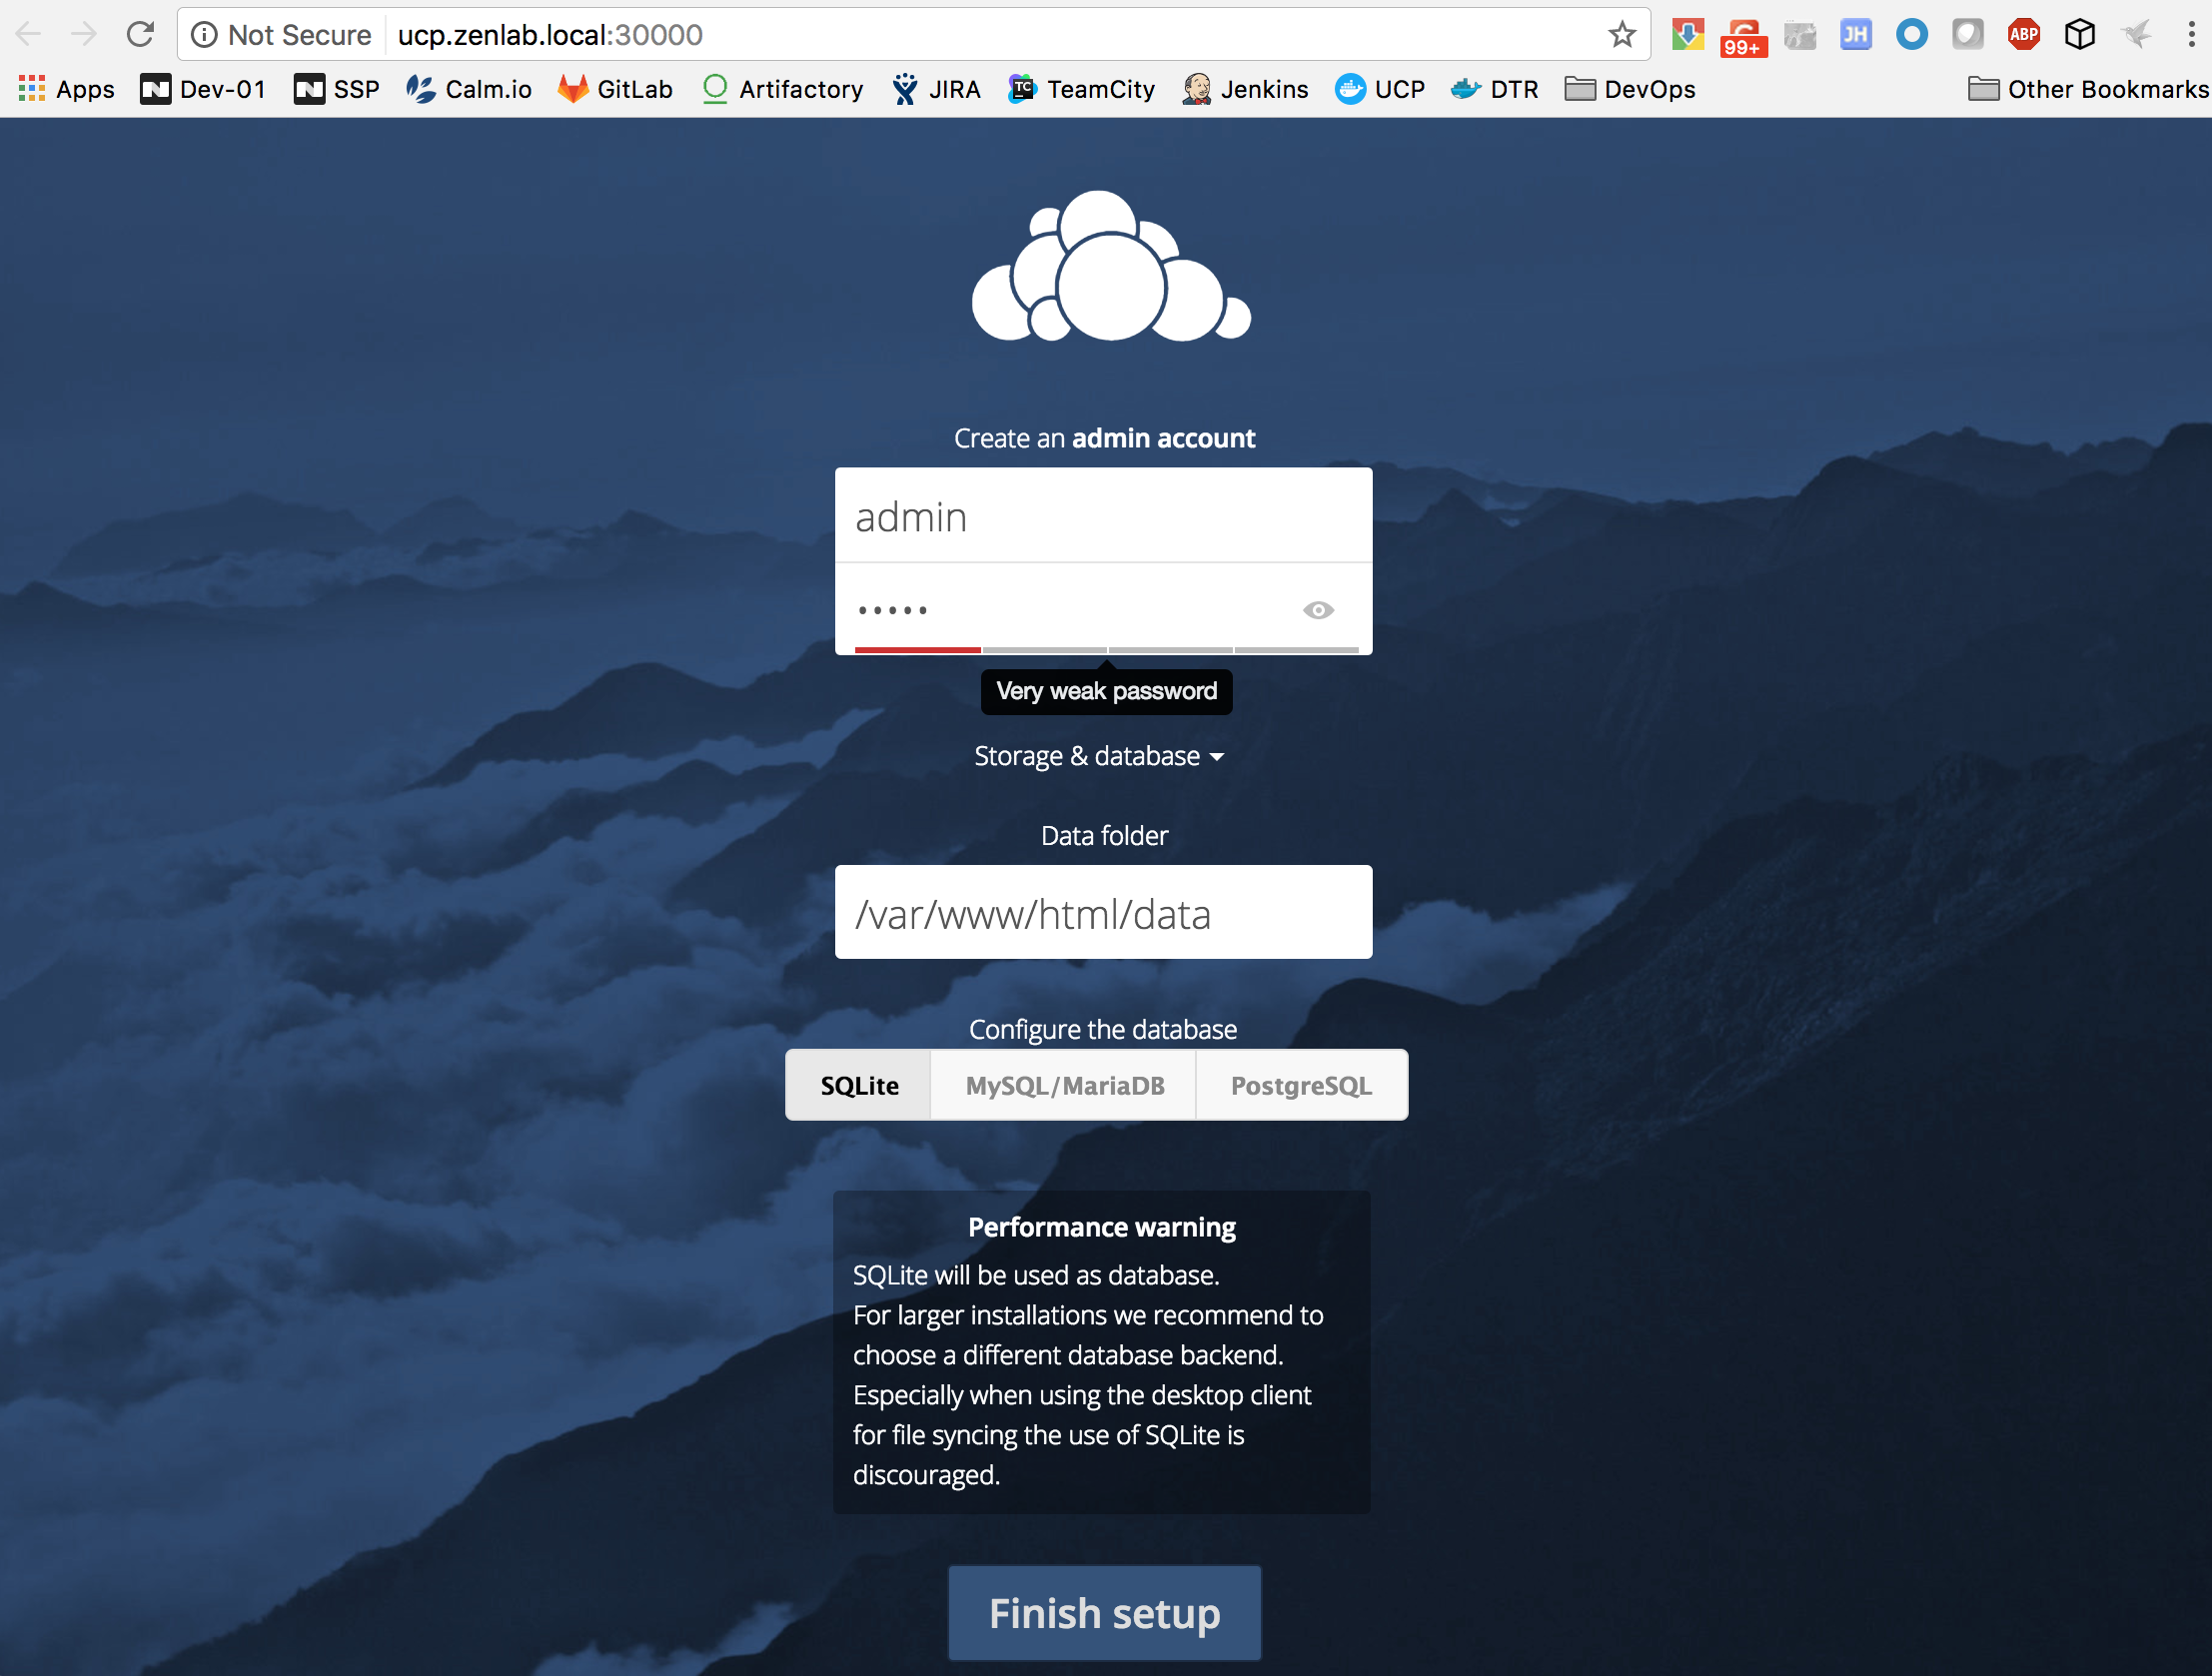 Not Secure ucp.zenlab.local:30000
99+
JH
ABP
Apps Dev-01 SSP Calm.io GitLab Artifactory JIRA TC TeamCity Jenkins UCP DTR DevOps Other Bookmarks
Create an admin account
admin
•••••
Very weak password
Storage & database
Data folder
/var/www/html/data
Configure the database
SQLite MySQL/MariaDB PostgreSQL
Performance warning
SQLite will be used as database.
For larger installations we recommend to
choose a different database backend.
Especially when using the desktop client
for file syncing the use of SQLite is
discouraged.
Finish setup